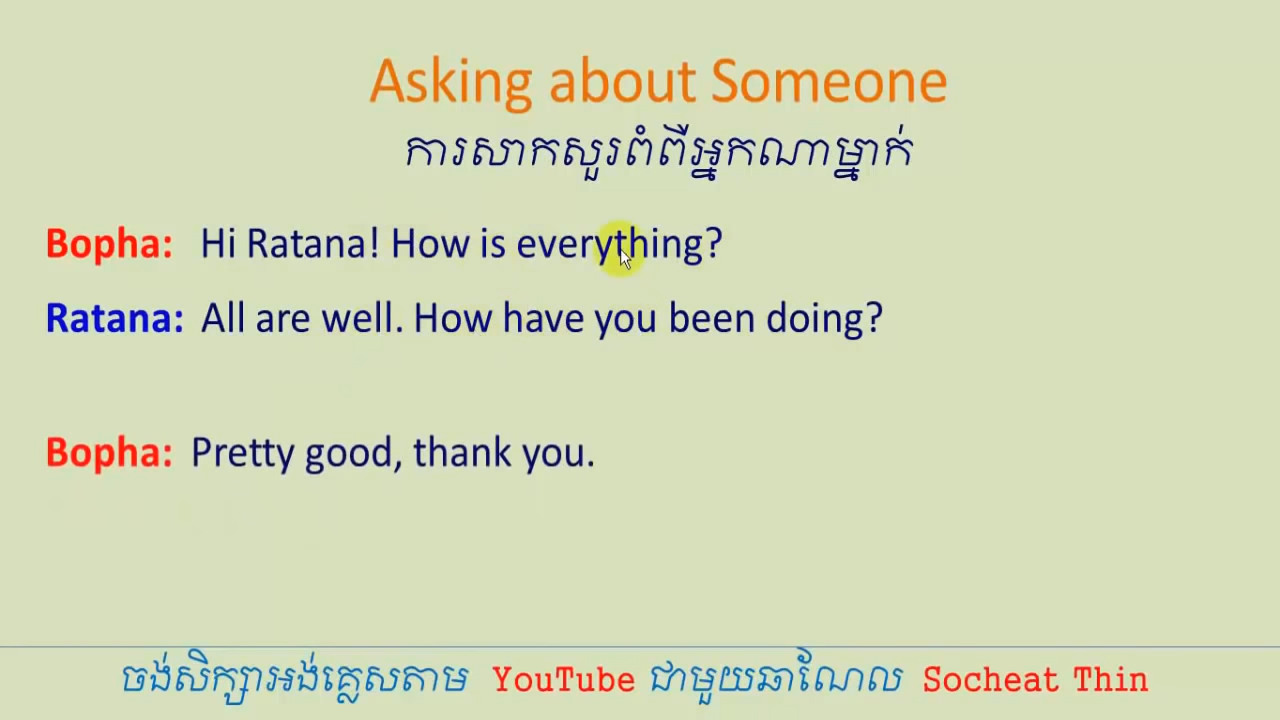 Asking about Someone
ការសាកសួរពំពីអ្នកណាម្នាក់
Bopha: Hi Ratana! How is everything?
Ratana: All are well. How have you been doing?
Bopha: Pretty good, thank you.
ចង់សិក្សាអង់គ្លេសតាម YouTube ជាមួយឆាណែល Socheat Thin